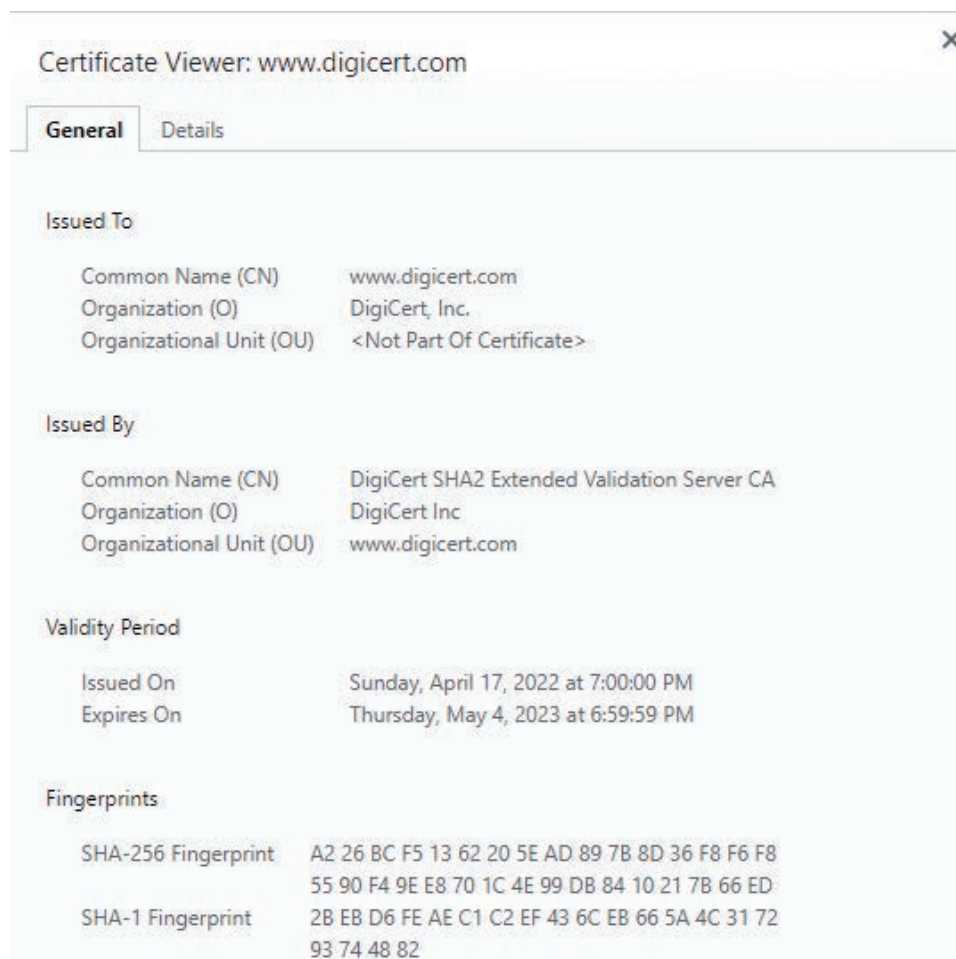 Certificate Viewer: www.digicert.com
General Details
Issued To
Common Name (CN) www.digicert.com
Organization (O) DigiCert, Inc.
Organizational Unit (OU) <Not Part Of Certificate>
Issued By
Common Name (CN) DigiCert SHA2 Extended Validation Server CA
Organization (O) DigiCert Inc
Organizational Unit (OU) www.digicert.com
Validity Period
Issued On Sunday, April 17, 2022 at 7:00:00 PM
Expires On Thursday, May 4, 2023 at 6:59:59 PM
Fingerprints
SHA-256 Fingerprint A2 26 BC F5 13 62 20 5E AD 89 7B 8D 36 F8 F6 F8
55 90 F4 9E E8 70 1C 4E 99 DB 84 10 21 7B 66 ED
SHA-1 Fingerprint 2B EB D6 FE AE C1 C2 EF 43 6C EB 66 5A 4C 31 72
93 74 48 82